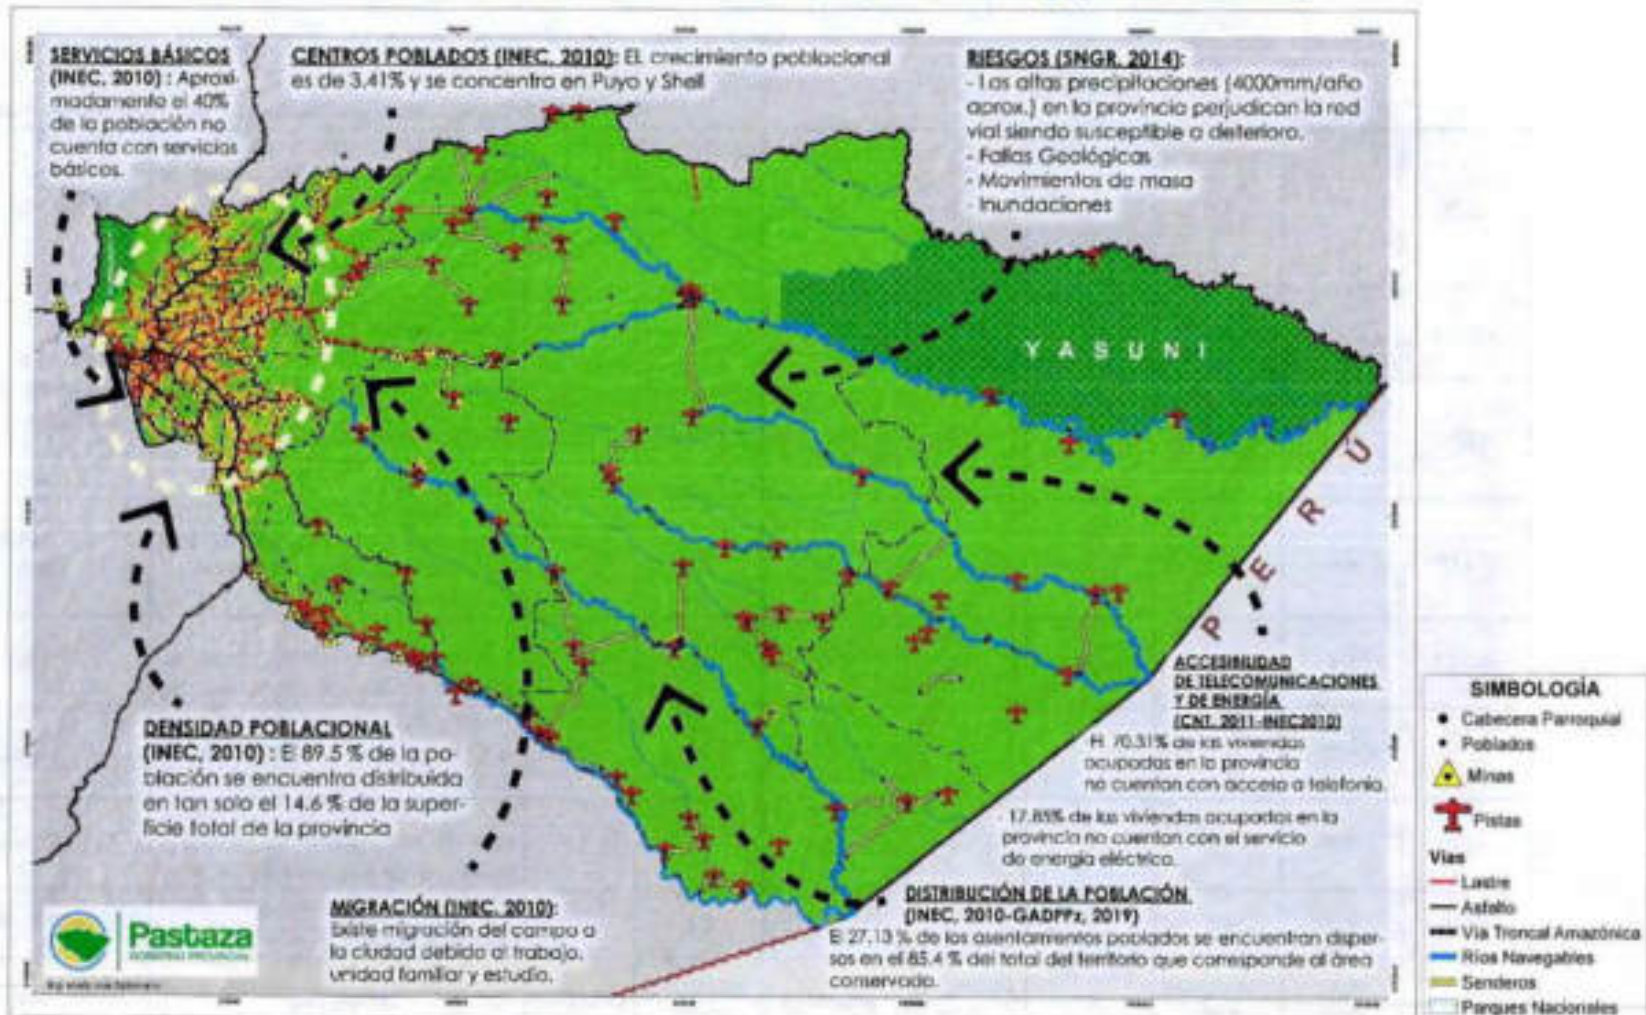 SERVICIOS BÁSICOS
(INEC, 2010) : Aproxi
madamente el 40%
de la población no
cuenta con servicios
básicos.
CENTROS POBLADOS (INEC, 2010): EL crecimiento poblacional
es de 3,41% y se concentra en Puyo y Shell
RIESGOS (SNGR, 2014):
- Las altas precipitaciones (4000mm/año
aprox.) en la provincia perjudican la red
vial siendo susceptible a deterioro.
- Fallas Geológicas
- Movimientos de masa
- Inundaciones
YASUNI
PERU
DENSIDAD POBLACIONAL
(INEC, 2010) : El 89.5 % de la po-
blación se encuentra distribuida
en tan solo el 14.6 % de la super-
ficie total de la provincia
ACCESIBILIDAD
DE TELECOMUNICACIONES
Y DE ENERGÍA
(CNT, 2011-INEC2010)
El 70.31% de las viviendas
ocupadas en la provincia
no cuentan con acceso a telefonía.
- 17.85% de las viviendas ocupadas en la
provincia no cuentan con el servicio
de energía eléctrica.
MIGRACIÓN (INEC, 2010):
Existe migración del campo a
la ciudad debido al trabajo,
unidad familiar y estudio.
DISTRIBUCIÓN DE LA POBLACIÓN
(INEC, 2010-GADPPz, 2019)
El 27,13 % de los asentamientos poblados se encuentran disper-
sos en el 85.4 % del total del territorio que corresponde al área
conservada.
Pastaza
GOBIERNO PROVINCIAL
SIMBOLOGÍA
Cabecera Parroquial
Poblados
Minas
Pistas
Vías
Lastre
Asfalto
Vía Troncal Amazónica
Ríos Navegables
Senderos
Parques Nacionales